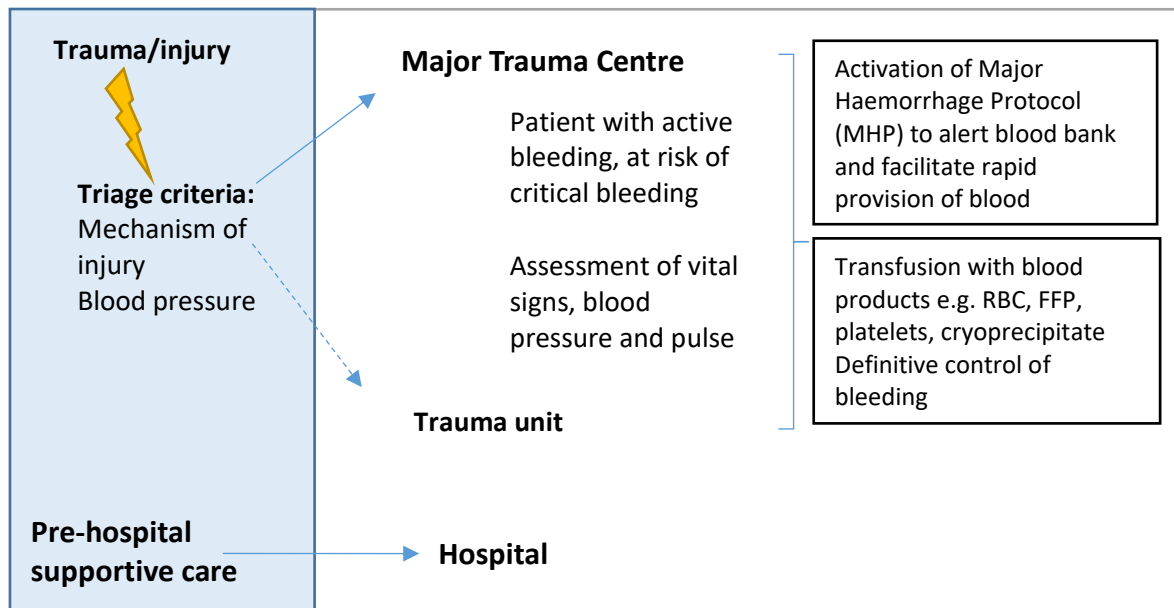 Trauma/injury
Triage criteria:
Mechanism of
injury
Blood pressure
Pre-hospital
supportive care
Major Trauma Centre
Patient with active
bleeding, at risk of
critical bleeding
Assessment of vital
signs, blood
pressure and pulse
Trauma unit
Hospital
Activation of Major
Haemorrhage Protocol
(MHP) to alert blood bank
and facilitate rapid
provision of blood
Transfusion with blood
products e.g. RBC, FFP,
platelets, cryoprecipitate
Definitive control of
bleeding